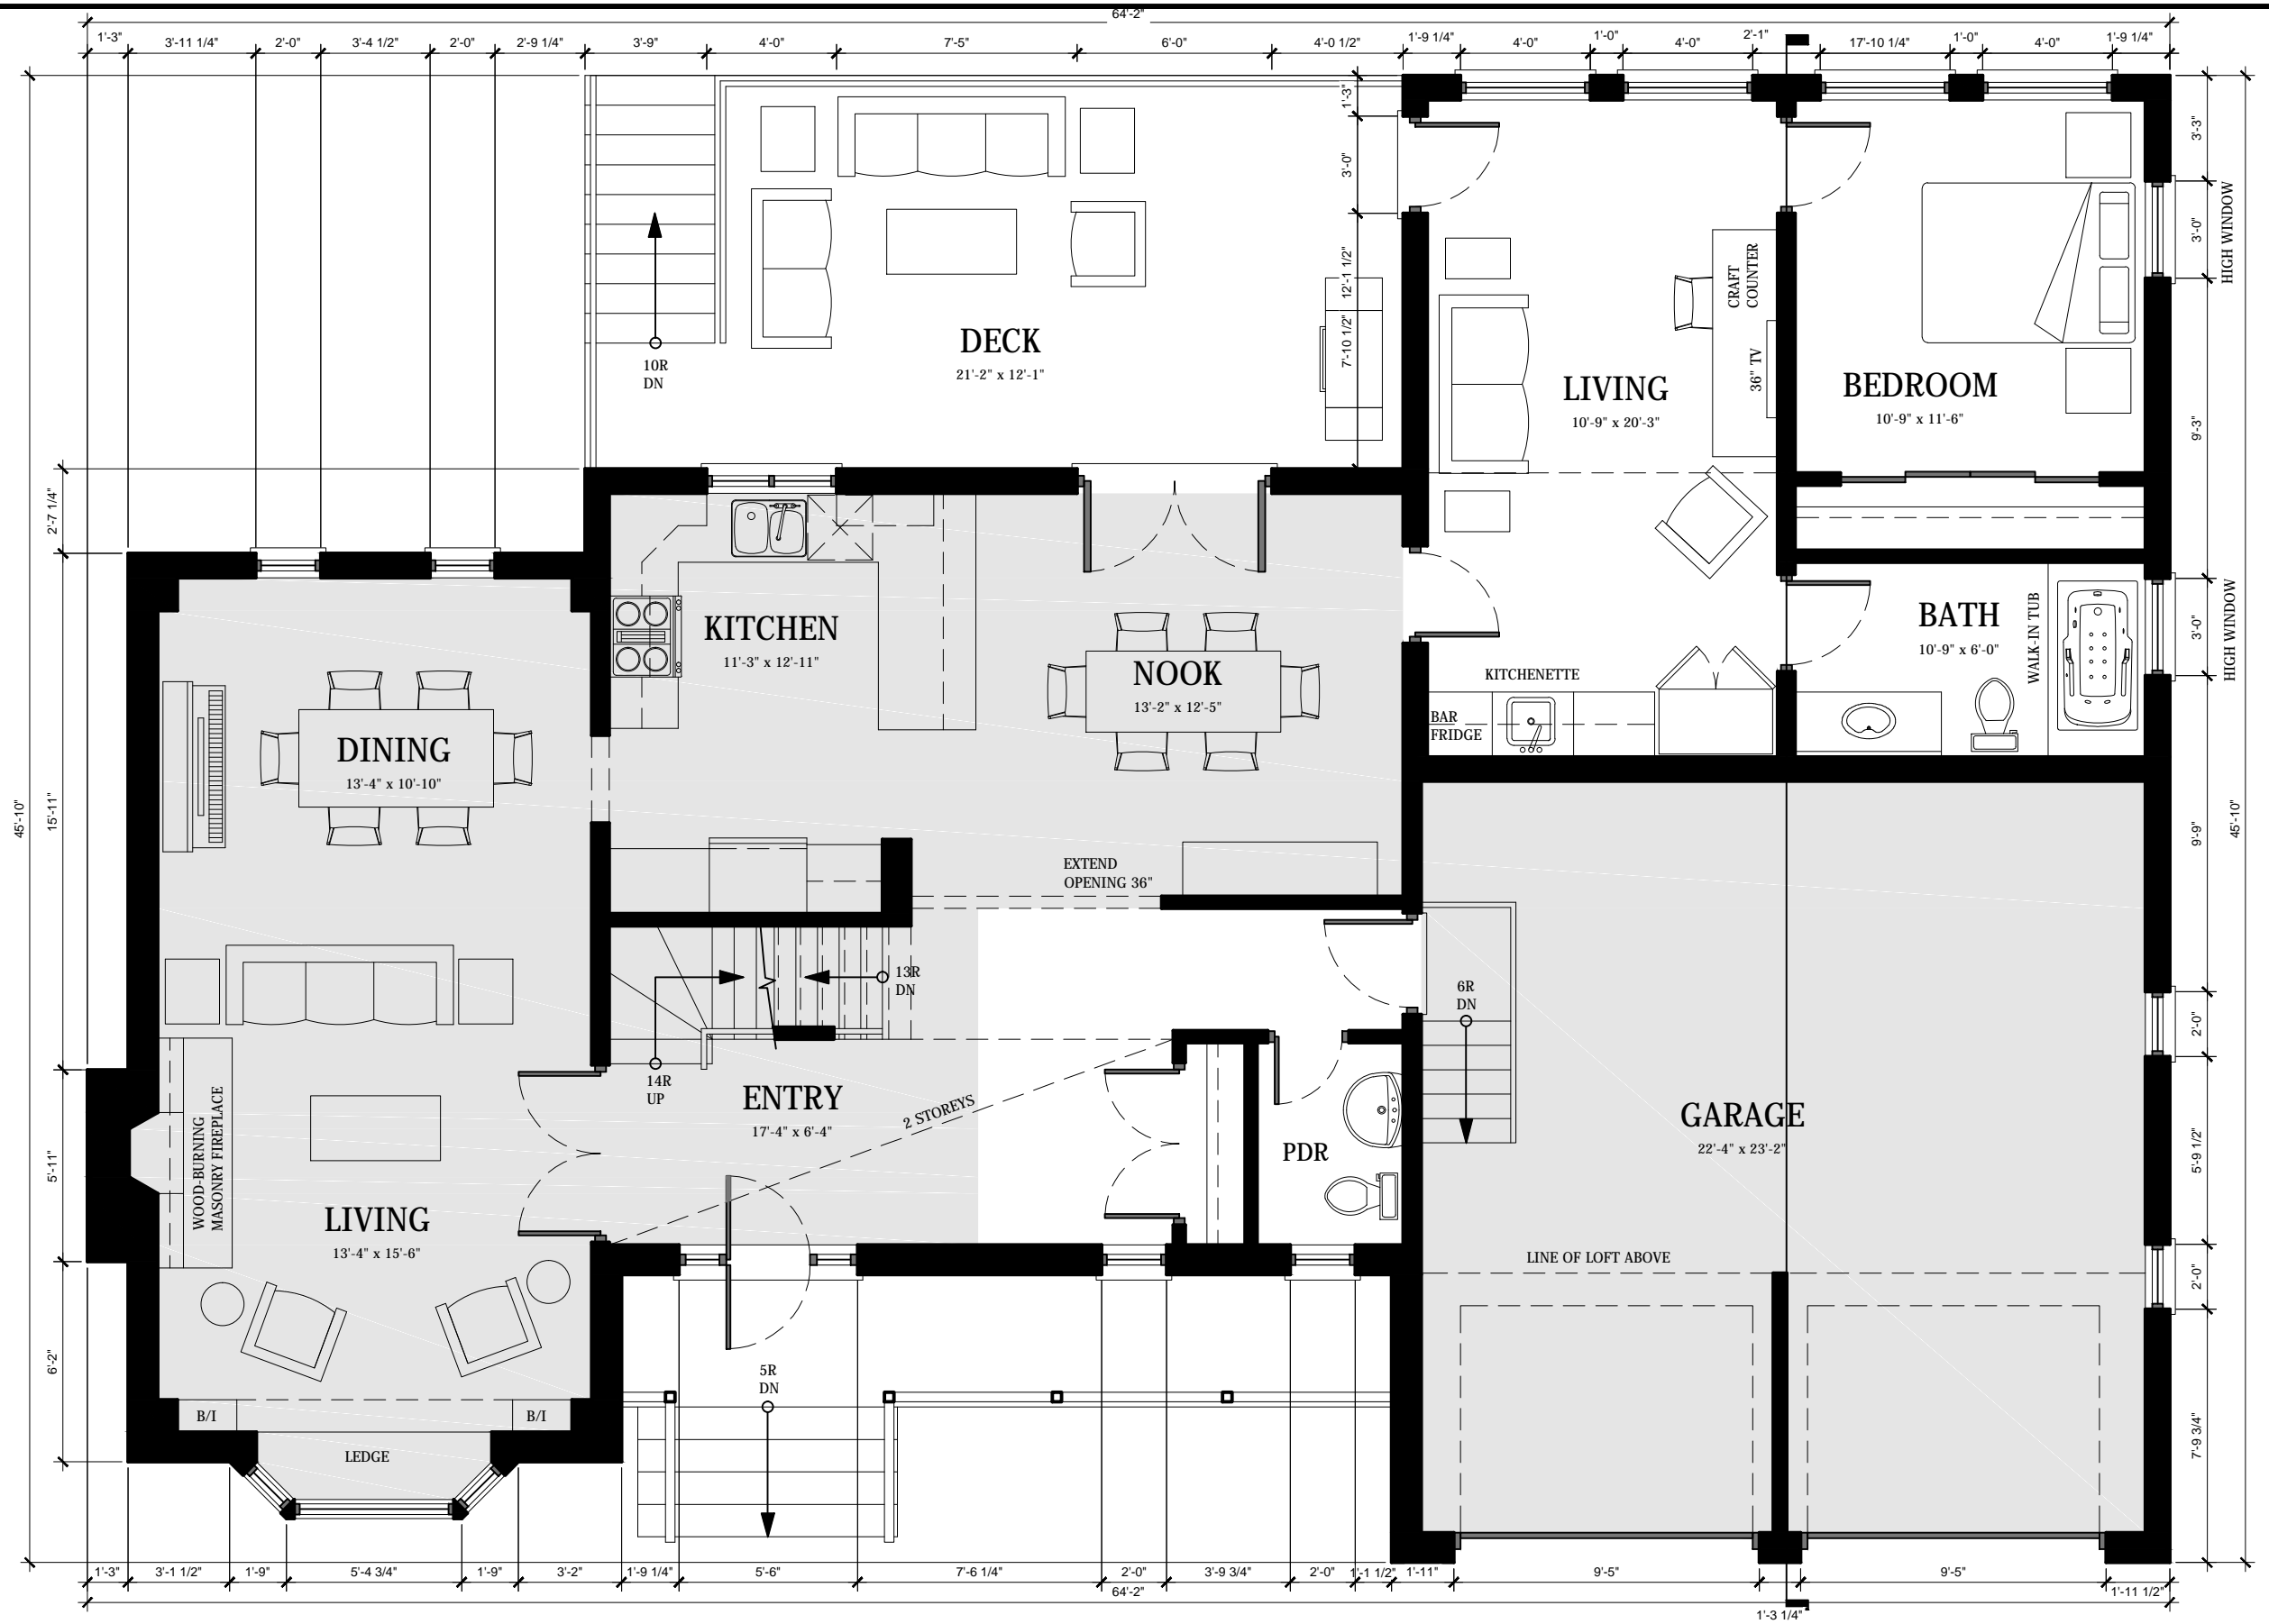 64'-2"
1'-3"
3'-11 1/4"
2'-0"
3'-4 1/2"
2'-0"
2'-9 1/4"
3'-9"
4'-0"
7'-5"
6'-0"
4'-0 1/2"
1'-9 1/4"
4'-0"
1'-0"
4'-0"
2'-1"
17'-10 1/4"
1'-0"
4'-0"
1'-9 1/4"
1'-3"
3'-0"
12'-1 1/2"
7'-10 1/2"
3'-3"
3'-0"
HIGH WINDOW
9'-3"
3'-0"
HIGH WINDOW
9'-9"
45'-10"
2'-0"
5'-9 1/2"
2'-0"
7'-9 3/4"
2'-7 1/4"
15'-11"
45'-10"
5'-11"
6'-2"
10R
DN
DECK
21'-2" x 12'-1"
CRAFT
COUNTER
36" TV
LIVING
10'-9" x 20'-3"
BEDROOM
10'-9" x 11'-6"
KITCHEN
11'-3" x 12'-11"
NOOK
13'-2" x 12'-5"
BATH
10'-9" x 6'-0"
WALK-IN TUB
KITCHENETTE
BAR
FRIDGE
DINING
13'-4" x 10'-10"
EXTEND
OPENING 36"
13R
DN
6R
DN
14R
UP
ENTRY
17'-4" x 6'-4"
2 STOREYS
PDR
GARAGE
22'-4" x 23'-2"
WOOD-BURNING
MASONRY FIREPLACE
LIVING
13'-4" x 15'-6"
LINE OF LOFT ABOVE
5R
DN
B/I
B/I
LEDGE
1'-3"
3'-1 1/2"
1'-9"
5'-4 3/4"
1'-9"
3'-2"
1'-9 1/4"
5'-6"
7'-6 1/4"
2'-0"
3'-9 3/4"
2'-0"
1'-1 1/2"
1'-11"
9'-5"
9'-5"
1'-11 1/2"
64'-2"
1'-3 1/4"